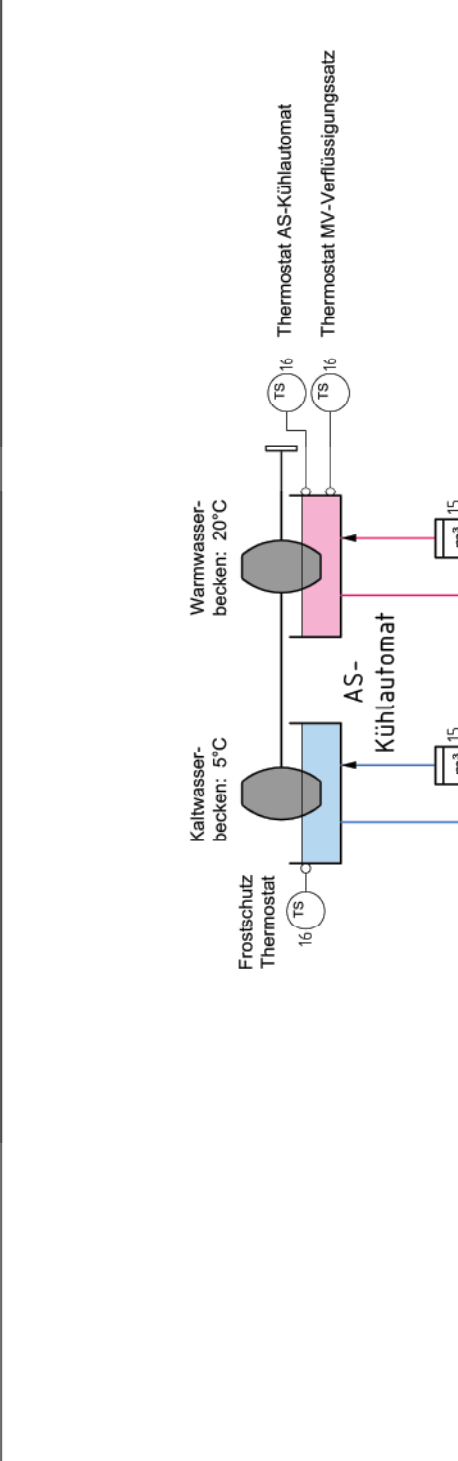 Thermostat AS-Kühlautomat
Thermostat MV-Verflüssigungssatz
TS
16
TS
16
Warmwasser-
becken: 20°C
Kaltwasser-
becken: 5°C
AS-
Kühlautomat
Frostschutz
Thermostat
TS
16
15
m³
15
m³